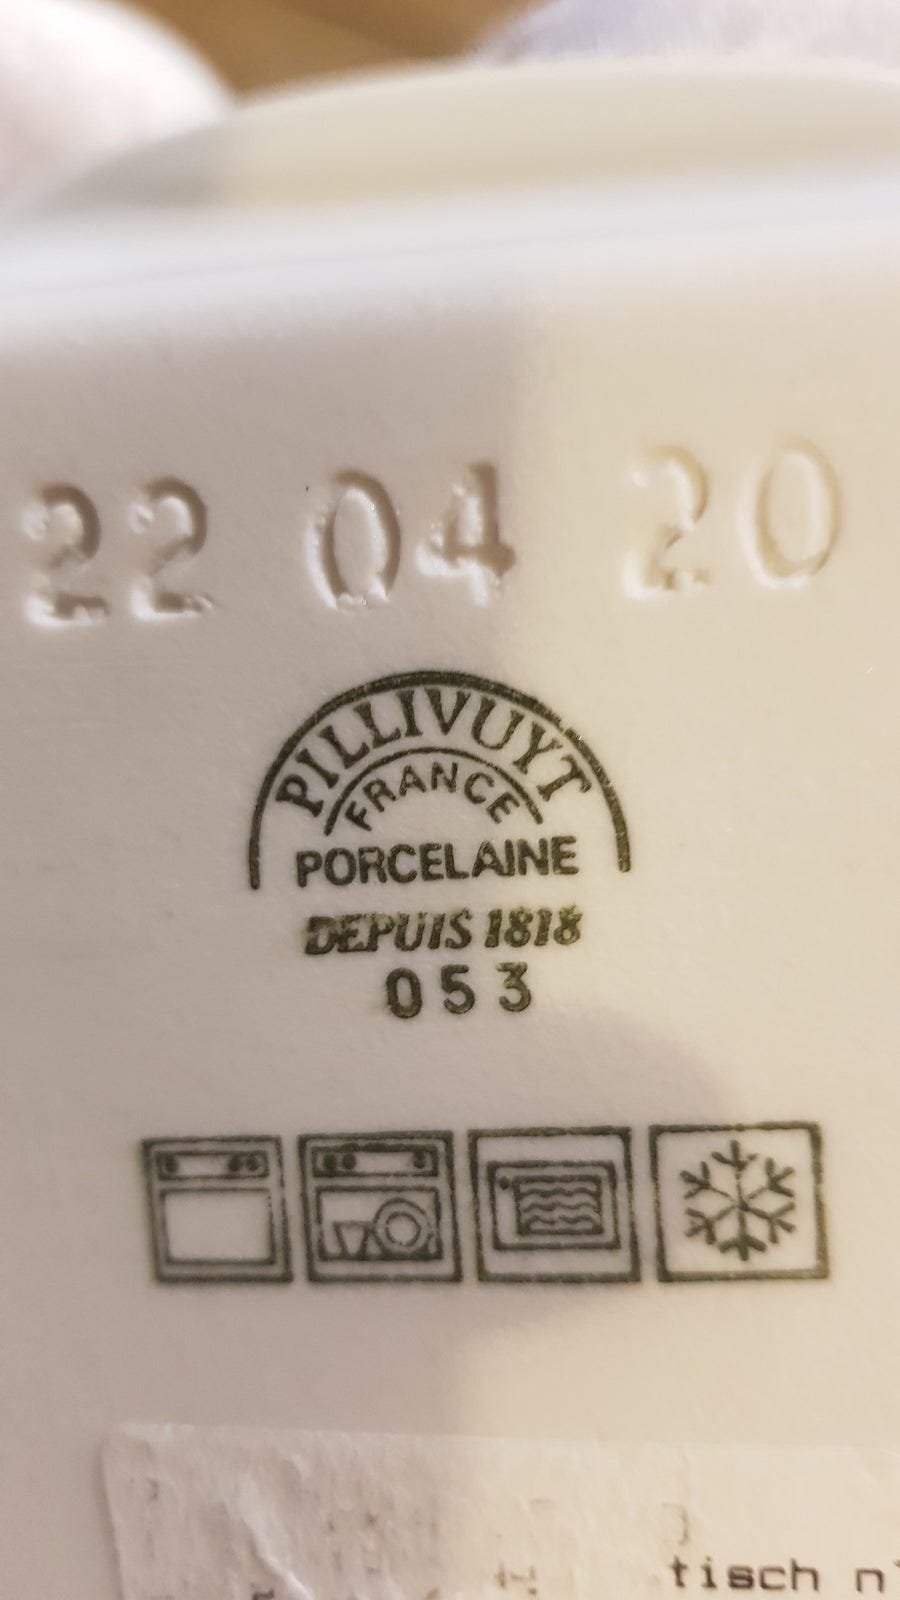 22 04 20
PILLIVUYT
FRANCE
PORCELAINE
DEPUIS 1818
053
tisch